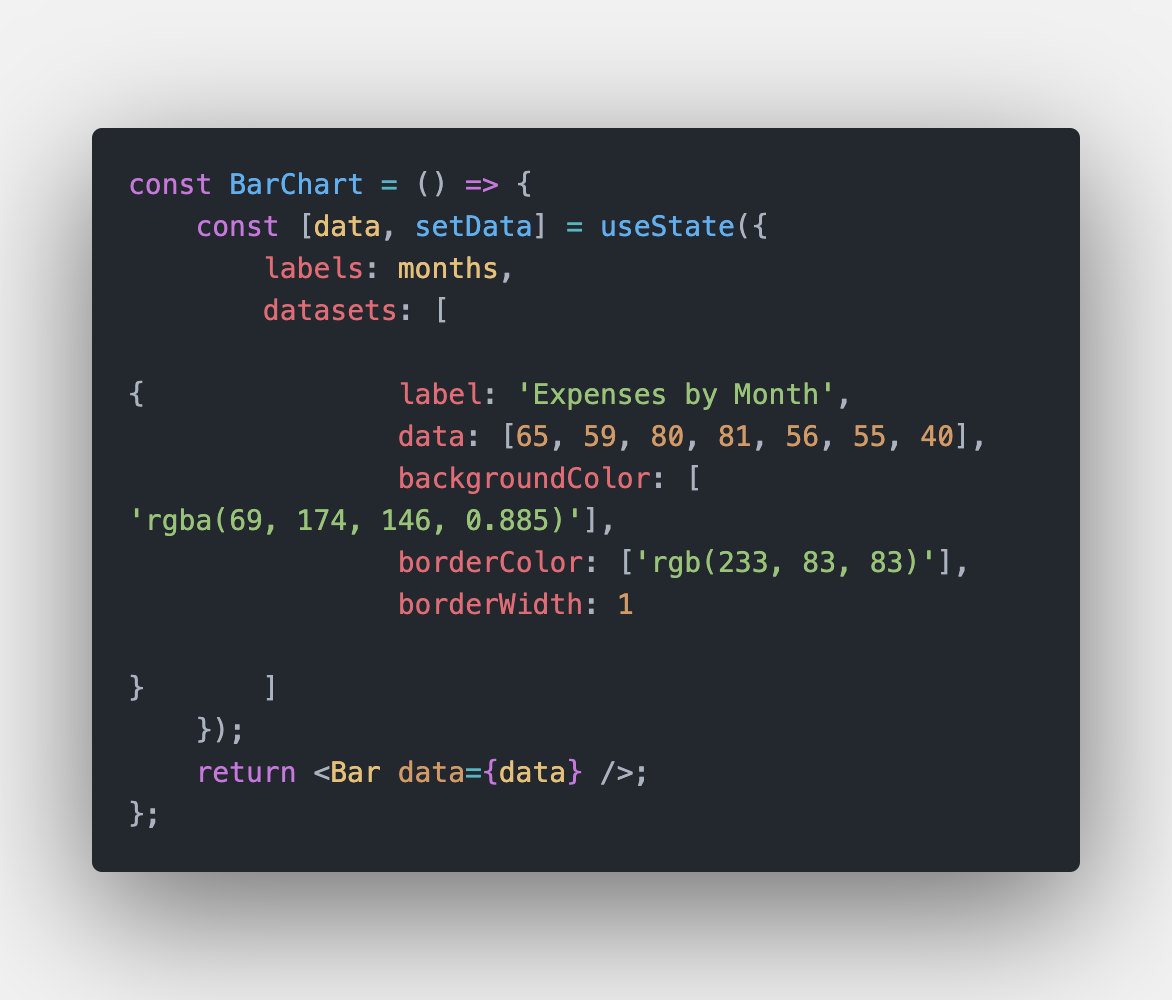 const BarChart = () => {
    const [data, setData] = useState({
        labels: months,
        datasets: [

{               label: 'Expenses by Month',
                data: [65, 59, 80, 81, 56, 55, 40],
                backgroundColor: [
'rgba(69, 174, 146, 0.885)'],
                borderColor: ['rgb(233, 83, 83)'],
                borderWidth: 1

}       ]
    });
    return <Bar data={data} />;
};